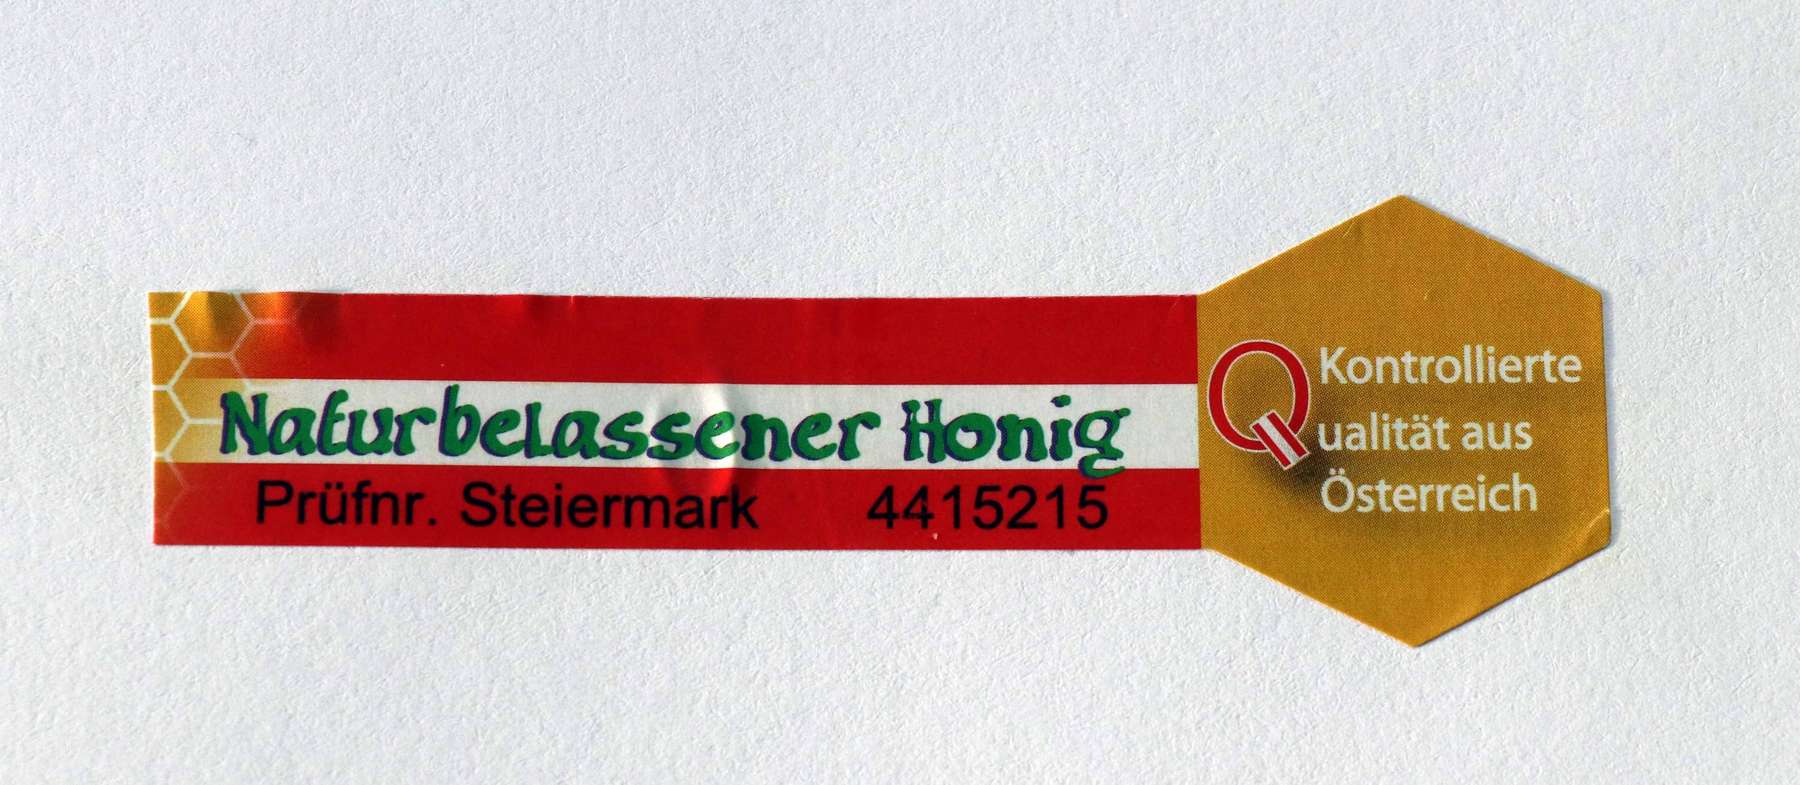 Naturbelassener Honig
Prüfnr. Steiermark 4415215
Kontrollierte
Qualität aus
Österreich